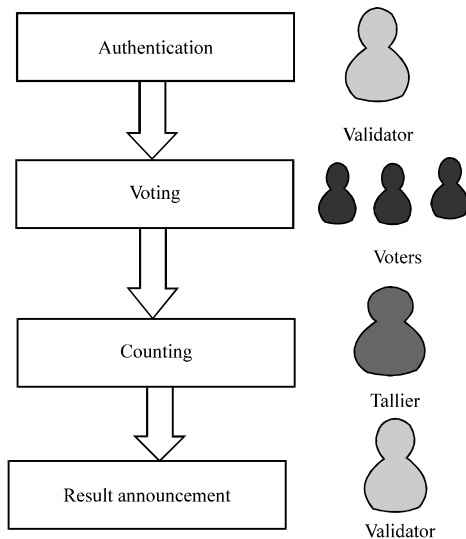 Authentication
Validator
Voting
Voters
Counting
Tallier
Result announcement
Validator